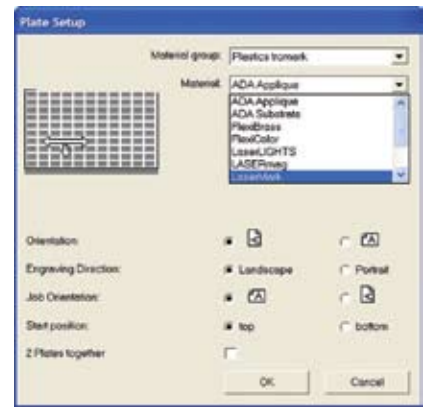 Plate Setup
Material group: Plastics tromark.
Material: ADA Applique
ADA Applique
ADA Substrate
FlexiBrass
FlexiColor
LaserLIGHTS
LASERmag
LaserMark
Orientation:
Engraving Direction: Landscape Portrait
Job Orientation:
Start position: top bottom
2 Plates together
OK Cancel